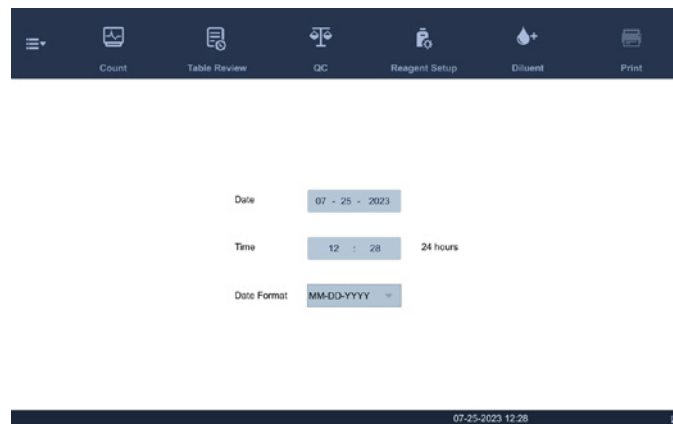 Count Table Review QC Reagent Setup Diluent Print
Date 07 - 25 - 2023
Time 12 : 28 24 hours
Date Format MM-DD-YYYY
07-25-2023 12:28